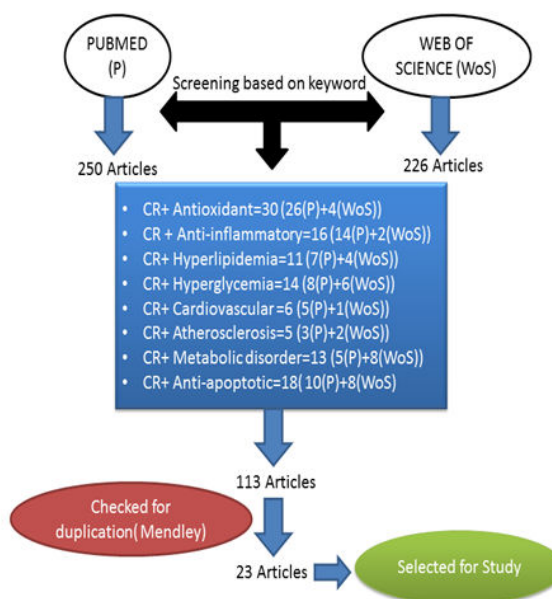 PUBMED
(P)
WEB OF
SCIENCE (WoS)
Screening based on keyword
250 Articles
226 Articles
• CR+ Antioxidant=30 (26(P)+4(WoS))
• CR + Anti-inflammatory=16 (14(P)+2(WoS))
• CR+ Hyperlipidemia=11 (7(P)+4(WoS))
• CR+ Hyperglycemia=14 (8(P)+6(WoS))
• CR+ Cardiovascular =6 (5(P)+1(WoS))
• CR+ Atherosclerosis=5 (3(P)+2(WoS))
• CR+ Metabolic disorder=13 (5(P)+8(WoS))
• CR+ Anti-apoptotic=18( 10(P)+8(WoS)
113 Articles
Checked for
duplication( Mendley)
23 Articles
Selected for Study